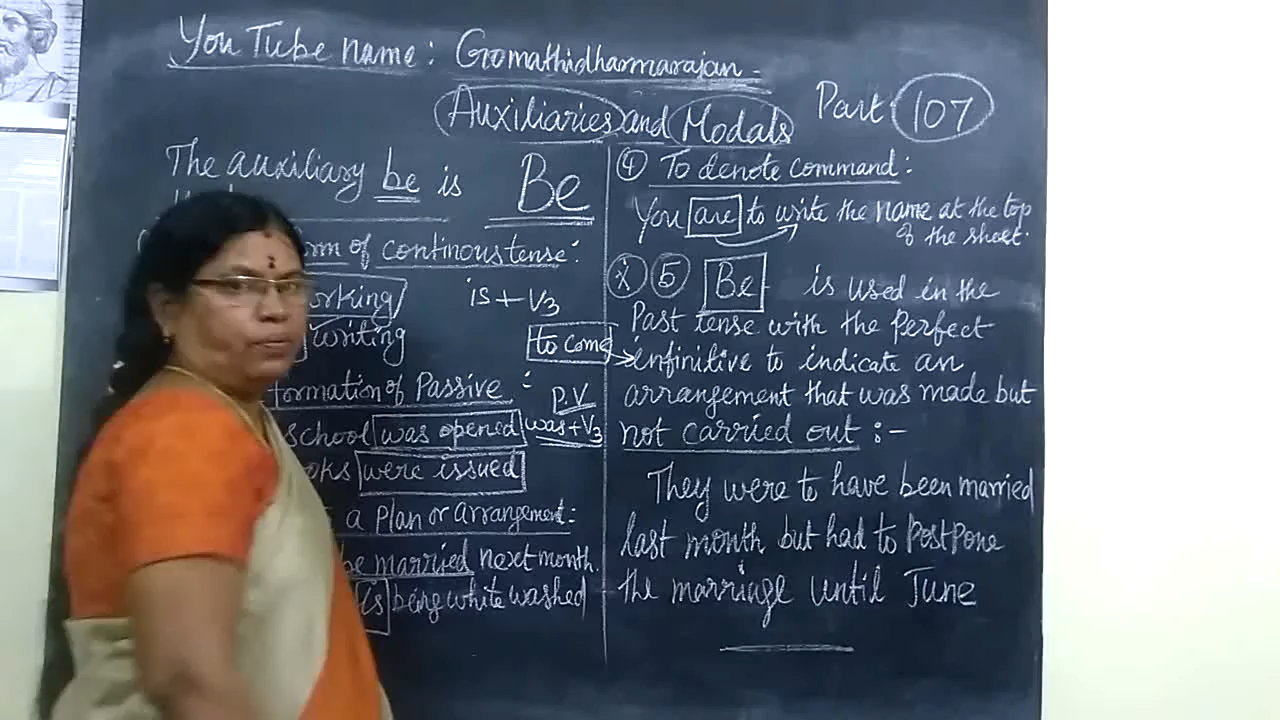 YouTube name: Gomathidharmarajan
Auxiliaries and Modals Part 107
The auxiliary be is Be
form of continous tense:
orking is + V3
writing
formation of Passive :
P.V
school was opened was + V3
oks were issued
a Plan or arrangement:
be married next month.
is being white washed
④ To denote command:
You are to write the name at the top
of the sheet.
⑤ Be is used in the
Past tense with the Perfect
to come
infinitive to indicate an
arrangement that was made but
not carried out :-
They were to have been married
last month but had to Postpone
the marriage until June